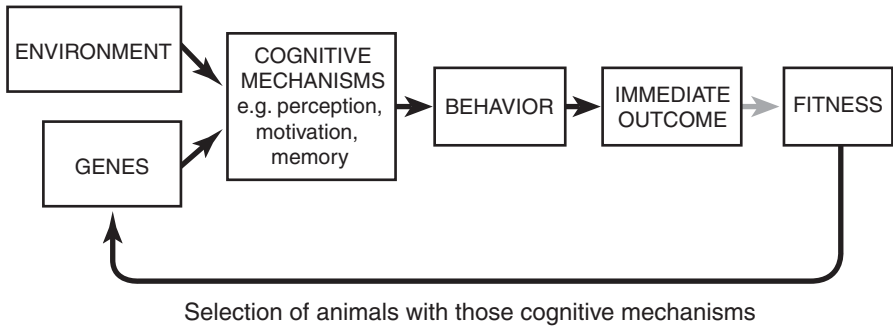 ENVIRONMENT
GENES
COGNITIVE
MECHANISMS
e.g. perception,
motivation,
memory
BEHAVIOR
IMMEDIATE
OUTCOME
FITNESS
Selection of animals with those cognitive mechanisms